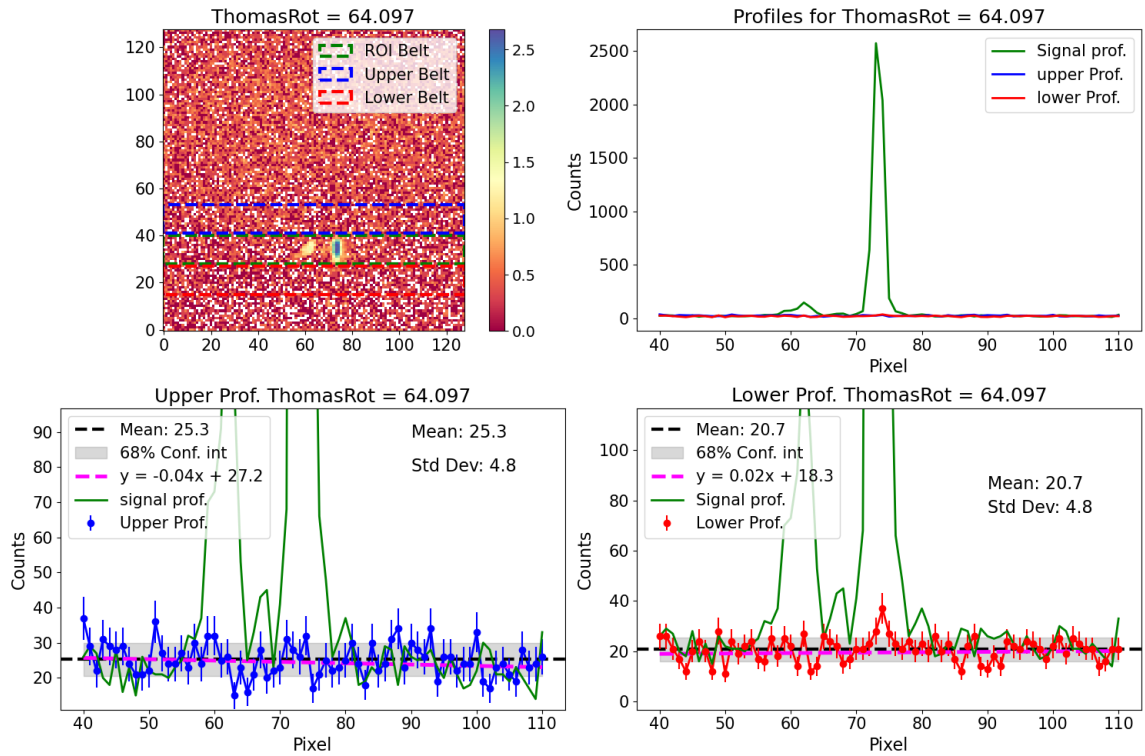 ThomasRot = 64.097
ROI Belt
Upper Belt
Lower Belt
120
100
80
60
40
20
0
0 20 40 60 80 100 120
2.5
2.0
1.5
1.0
0.5
0.0
Profiles for ThomasRot = 64.097
Signal prof.
upper Prof.
lower Prof.
Counts
2500
2000
1500
1000
500
0
40 50 60 70 80 90 100 110
Pixel
Upper Prof. ThomasRot = 64.097
Mean: 25.3
68% Conf. int
y = -0.04x + 27.2
signal prof.
Upper Prof.
Mean: 25.3
Std Dev: 4.8
Counts
90
80
70
60
50
40
30
20
40 50 60 70 80 90 100 110
Pixel
Lower Prof. ThomasRot = 64.097
Mean: 20.7
68% Conf. int
y = 0.02x + 18.3
Signal prof.
Lower Prof.
Mean: 20.7
Std Dev: 4.8
Counts
100
80
60
40
20
0
40 50 60 70 80 90 100 110
Pixel